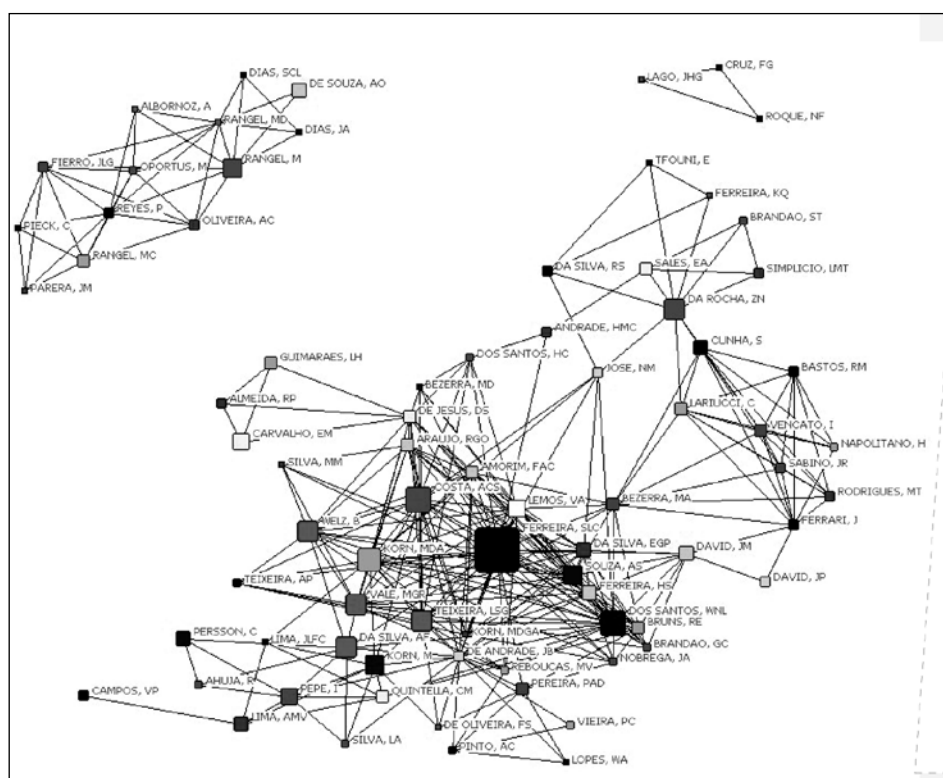 CRUZ, FG
DIAS, SCL
LAGO, JHG
DE SOUZA, AO
ALBORNOZ, A
ROQUE, NF
RANGEL, MD
DIAS, JA
RANGEL, M
TFOUNI, E
FIERRO, JLG
OPORTUS, M
FERREIRA, KQ
REYES, P
OLIVEIRA, AC
BRANDAO, ST
PIECK, C
RANGEL, MC
DA SILVA, RS
SALES, EA
SIMPLICIO, LMT
PARERA, JM
DA ROCHA, ZN
ANDRADE, HMC
CUNHA, S
DOS SANTOS, HC
GUIMARAES, LH
JOSE, NM
BASTOS, RM
BEZERRA, MD
ALMEIDA, RP
LARIUCCI, C
DE JESUS, DS
VENCATO, I
CARVALHO, EM
ARAUJO, RGO
NAPOLITANO, H
SILVA, MM
AMORIM, FAC
SABINO, JR
COSTA, ACS
LEMOS, VA
BEZERRA, MA
RODRIGUES, MT
WELZ, B
FERREIRA, SLC
FERRARI, J
DA SILVA, EGP
DAVID, JM
KORN, MDA
SOUZA, AS
TEIXEIRA, AP
DAVID, JP
FERREIRA, HS
VALE, MGR
TEIXEIRA, LSG
DOS SANTOS, WNL
BRUNS, RE
PERSSON, C
LIMA, JLFC
KORN, MDGA
DA SILVA, AF
BRANDAO, GC
DE ANDRADE, JB
KORN, M
NOBREGA, JA
REBOUCAS, MV
AHUJA, R
PEREIRA, PAD
CAMPOS, VP
PEPE, I
QUINTELLA, CM
LIMA, AMV
DE OLIVEIRA, FS
VIEIRA, PC
SILVA, LA
PINTO, AC
LOPES, WA